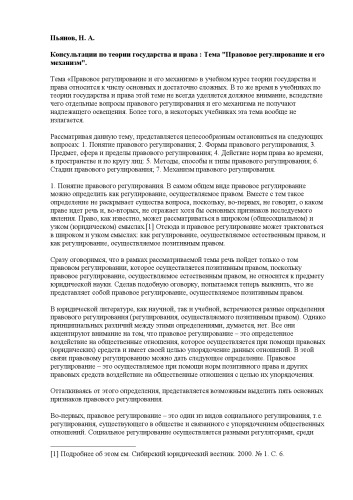 Пьянов, Н. А.
Консультации по теории государства и права : Тема "Правовое регулирование и его
механизм".
Тема «Правовое регулирование и его механизм» в учебном курсе теории государства и
права относится к числу основных и достаточно сложных. В то же время в учебниках по
теории государства и права этой теме не всегда уделяется должное внимание, вследствие
чего отдельные вопросы правового регулирования и его механизма не получают
надлежащего освещения. Более того, в некоторых учебниках эта тема вообще не
излагается.
Рассматривая данную тему, представляется целесообразным остановиться на следующих
вопросах: 1. Понятие правового регулирования; 2. Формы правового регулирования; 3.
Предмет, сфера и пределы правового регулирования; 4. Действие норм права во времени,
в пространстве и по кругу лиц; 5. Методы, способы и типы правового регулирования; 6.
Стадии правового регулирования; 7. Механизм правового регулирования.
1. Понятие правового регулирования. В самом общем виде правовое регулирование
можно определить как регулирование, осуществляемое правом. Вместе с тем такое
определение не раскрывает существа вопроса, поскольку, во-первых, не говорит, о каком
праве идет речь и, во-вторых, не отражает хотя бы основных признаков последуемого
явления. Право, как известно, может рассматриваться в широком (общесоциальном) и
узком (юридическом) смыслах.[1] Отсюда и правовое регулирование может трактоваться
в широком и узком смыслах: как регулирование, осуществляемое естественным правом, и
как регулирование, осуществляемое позитивным правом.
Сразу оговоримся, что в рамках рассматриваемой темы речь пойдет только о том
правовом регулировании, которое осуществляется позитивным правом, поскольку
правовое регулирование, осуществляемое естественным правом, не относится к предмету
юридической науки. Сделав подобную оговорку, попытаемся теперь выяснить, что же
представляет собой правовое регулирование, осуществляемое позитивным правом.
В юридической литературе, как научной, так и учебной, встречаются разные определения
правового регулирования (регулирования, осуществляемого позитивным правом). Однако
принципиальных различий между этими определениями, думается, нет. Все они
акцентируют внимание на том, что правовое регулирование – это определенное
воздействие на общественные отношения, которое осуществляется при помощи правовых
(юридических) средств и имеет своей целью упорядочение данных отношений. В этой
связи правовому регулированию можно дать следующее определение. Правовое
регулирование – это осуществляемое при помощи норм позитивного права и других
правовых средств воздействие на общественные отношения с целью их упорядочения.
Отталкиваясь от этого определения, представляется возможным выделить пять основных
признаков правового регулирования.
Во-первых, правовое регулирование – это один из видов социального регулирования, т.е.
регулирования, существующего в обществе и связанного с упорядочением общественных
отношений. Социальное регулирование осуществляется разными регуляторами, среди
[1] Подробнее об этом см. Сибирский юридический вестник. 2000. № 1. С. 6.